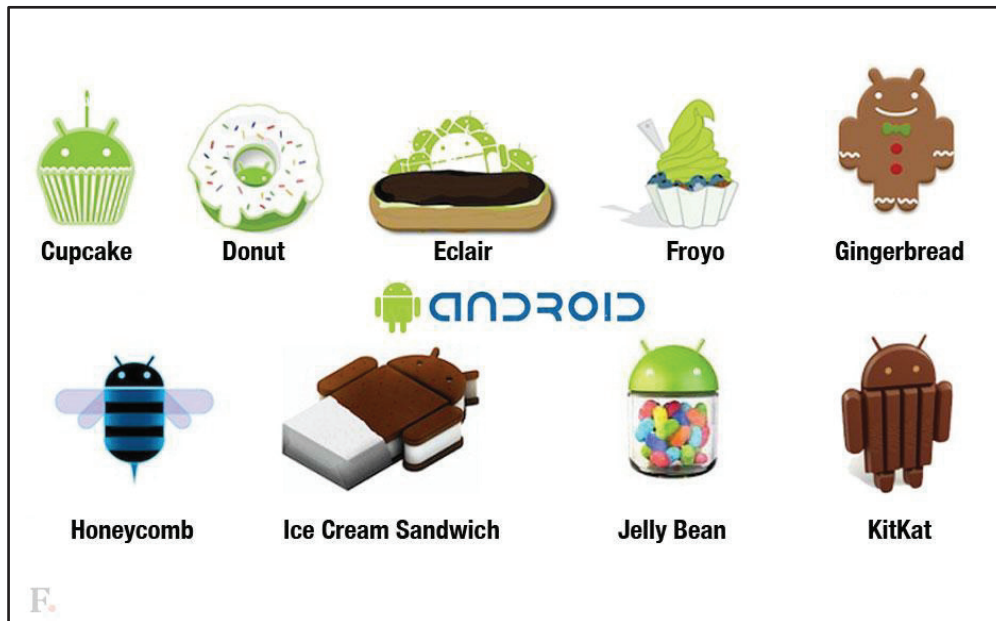 Cupcake
Donut
Eclair
Froyo
Gingerbread
ANDROID
Honeycomb
Ice Cream Sandwich
Jelly Bean
KitKat
F.